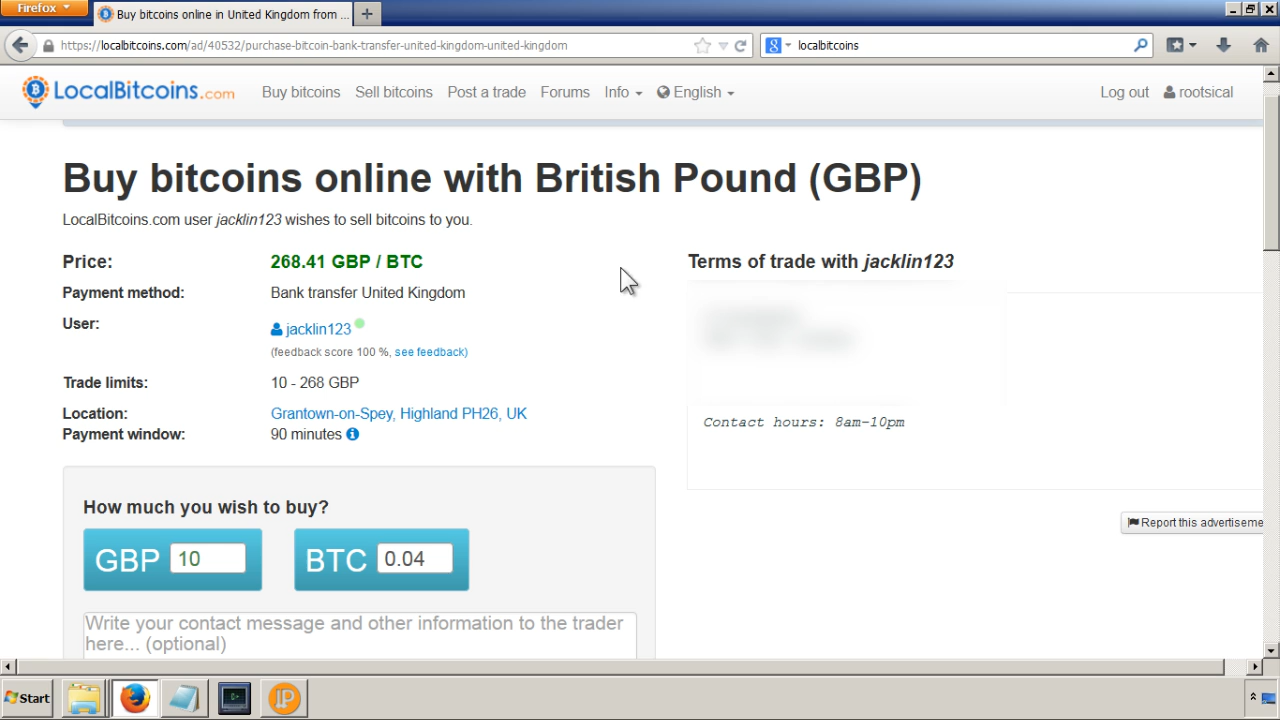 Firefox
Buy bitcoins online in United Kingdom from ...
https://localbitcoins.com/ad/40532/purchase-bitcoin-bank-transfer-united-kingdom-united-kingdom
localbitcoins
LocalBitcoins.com
Buy bitcoins
Sell bitcoins
Post a trade
Forums
Info
English
Log out
rootsical
Buy bitcoins online with British Pound (GBP)
LocalBitcoins.com user jacklin123 wishes to sell bitcoins to you.
Price: 268.41 GBP / BTC
Payment method: Bank transfer United Kingdom
User: jacklin123
(feedback score 100 %, see feedback)
Trade limits: 10 - 268 GBP
Location: Grantown-on-Spey, Highland PH26, UK
Payment window: 90 minutes
Terms of trade with jacklin123
Contact hours: 8am-10pm
Report this advertiseme
How much you wish to buy?
GBP 10
BTC 0.04
Write your contact message and other information to the trader
here... (optional)
Start